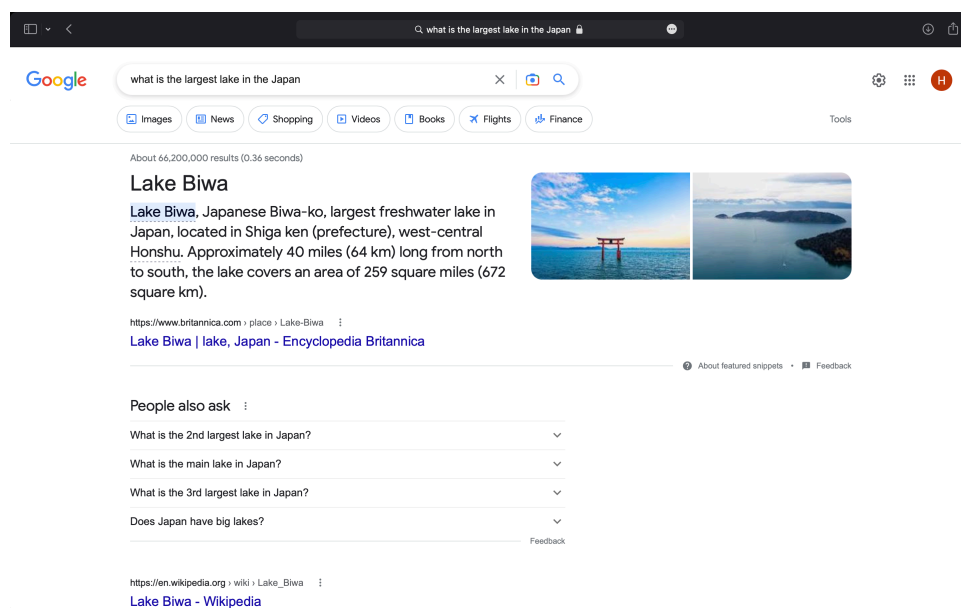 what is the largest lake in the Japan
Google
what is the largest lake in the Japan
H
Images
News
Shopping
Videos
Books
Flights
Finance
Tools
About 66,200,000 results (0.36 seconds)
Lake Biwa
Lake Biwa, Japanese Biwa-ko, largest freshwater lake in
Japan, located in Shiga ken (prefecture), west-central
Honshu. Approximately 40 miles (64 km) long from north
to south, the lake covers an area of 259 square miles (672
square km).
https://www.britannica.com › place › Lake-Biwa
Lake Biwa | lake, Japan - Encyclopedia Britannica
About featured snippets • Feedback
People also ask
What is the 2nd largest lake in Japan?
What is the main lake in Japan?
What is the 3rd largest lake in Japan?
Does Japan have big lakes?
Feedback
https://en.wikipedia.org › wiki › Lake_Biwa
Lake Biwa - Wikipedia